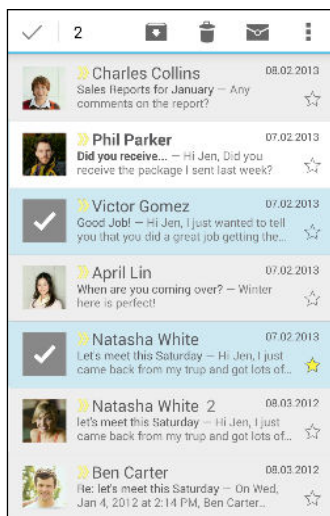 2
Charles Collins 08.02.2013
Sales Reports for January — Any
comments on the report?
Phil Parker 07.02.2013
Did you receive... — Hi Jen, Did you
receive the package I sent last week?
Victor Gomez 07.02.2013
Good Job! — Hi Jen, I just wanted to tell
you that you did a great job getting the...
April Lin 07.02.2013
When are you coming over? — Winter
here is perfect!
Natasha White 07.02.2013
Let's meet this Saturday — Hi Jen, I just
came back from my trup and got lots of...
Natasha White 2 08.03.2012
let's meet this Saturday — Hi Jen, I just
came back from my trup and got lots of...
Ben Carter 08.03.2012
Re: let's meet this Saturday — On Wed,
Jan 4, 2012 at 2:14 PM, Ben Carter...